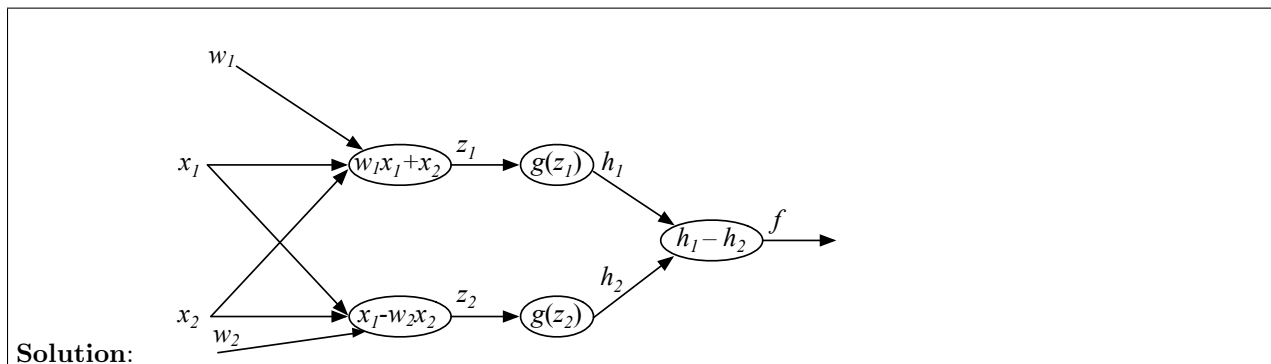 w₁
x₁ w₁x₁+x₂ z₁ g(z₁) h₁
h₁ – h₂ f
x₂ x₁-w₂x₂ z₂ g(z₂) h₂
w₂
Solution: